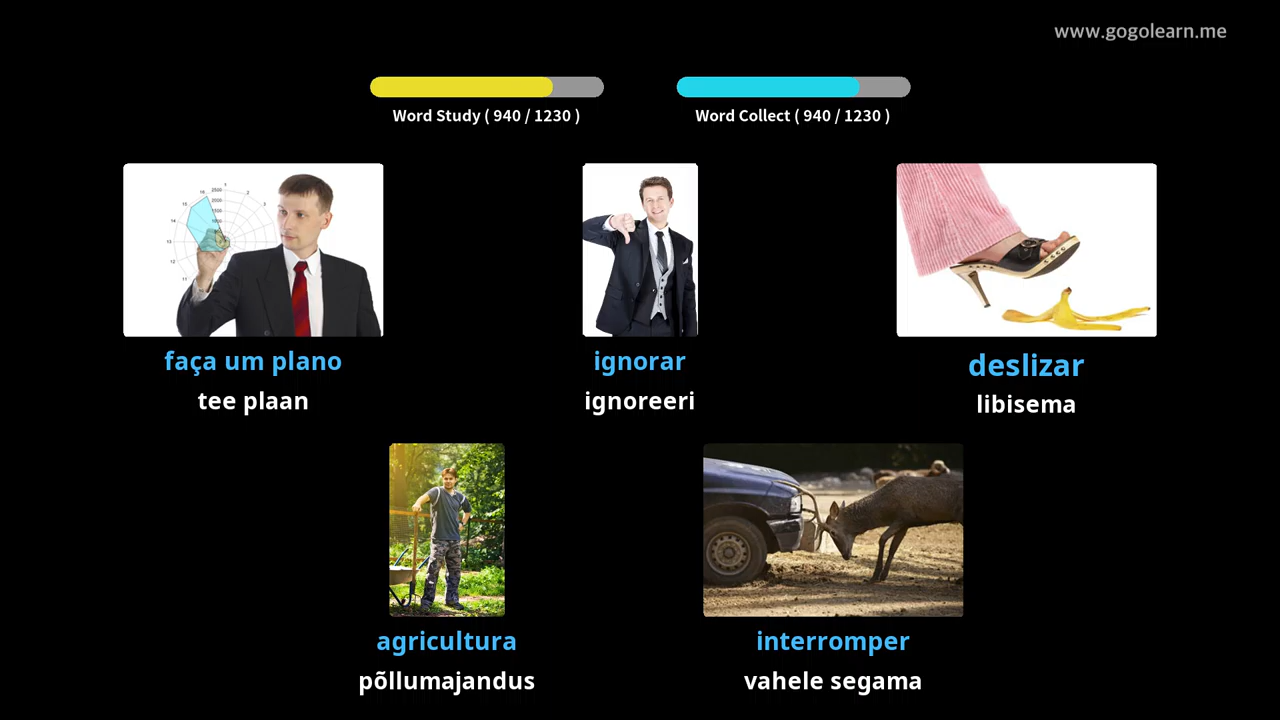 www.gogolearn.me
Word Study ( 940 / 1230 )
Word Collect ( 940 / 1230 )
faça um plano
tee plaan
ignorar
ignoreeri
deslizar
libisema
agricultura
põllumajandus
interromper
vahele segama